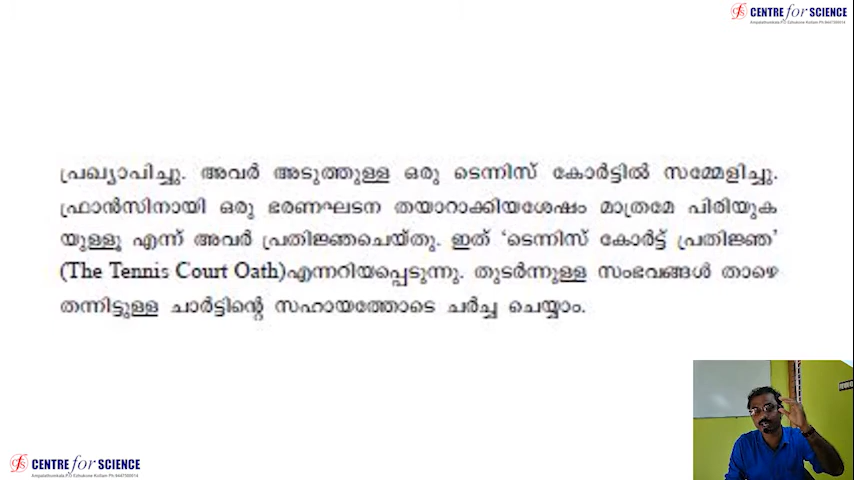 CENTRE for SCIENCE
പ്രഖ്യാപിച്ചു. അവർ അടുത്തുള്ള ഒരു ടെന്നിസ് കോർട്ടിൽ സമ്മേളിച്ചു.
ഫ്രാൻസിനായി ഒരു ഭരണഘടന തയാറാക്കിയശേഷം മാത്രമേ പിരിയുക
യുള്ളൂ എന്ന് അവർ പ്രതിജ്ഞചെയ്തു. ഇത് ‘ടെന്നിസ് കോർട്ട് പ്രതിജ്ഞ’
(The Tennis Court Oath)എന്നറിയപ്പെടുന്നു. തുടർന്നുള്ള സംഭവങ്ങൾ താഴെ
തന്നിട്ടുള്ള ചാർട്ടിന്റെ സഹായത്തോടെ ചർച്ച ചെയ്യാം.
CENTRE for SCIENCE